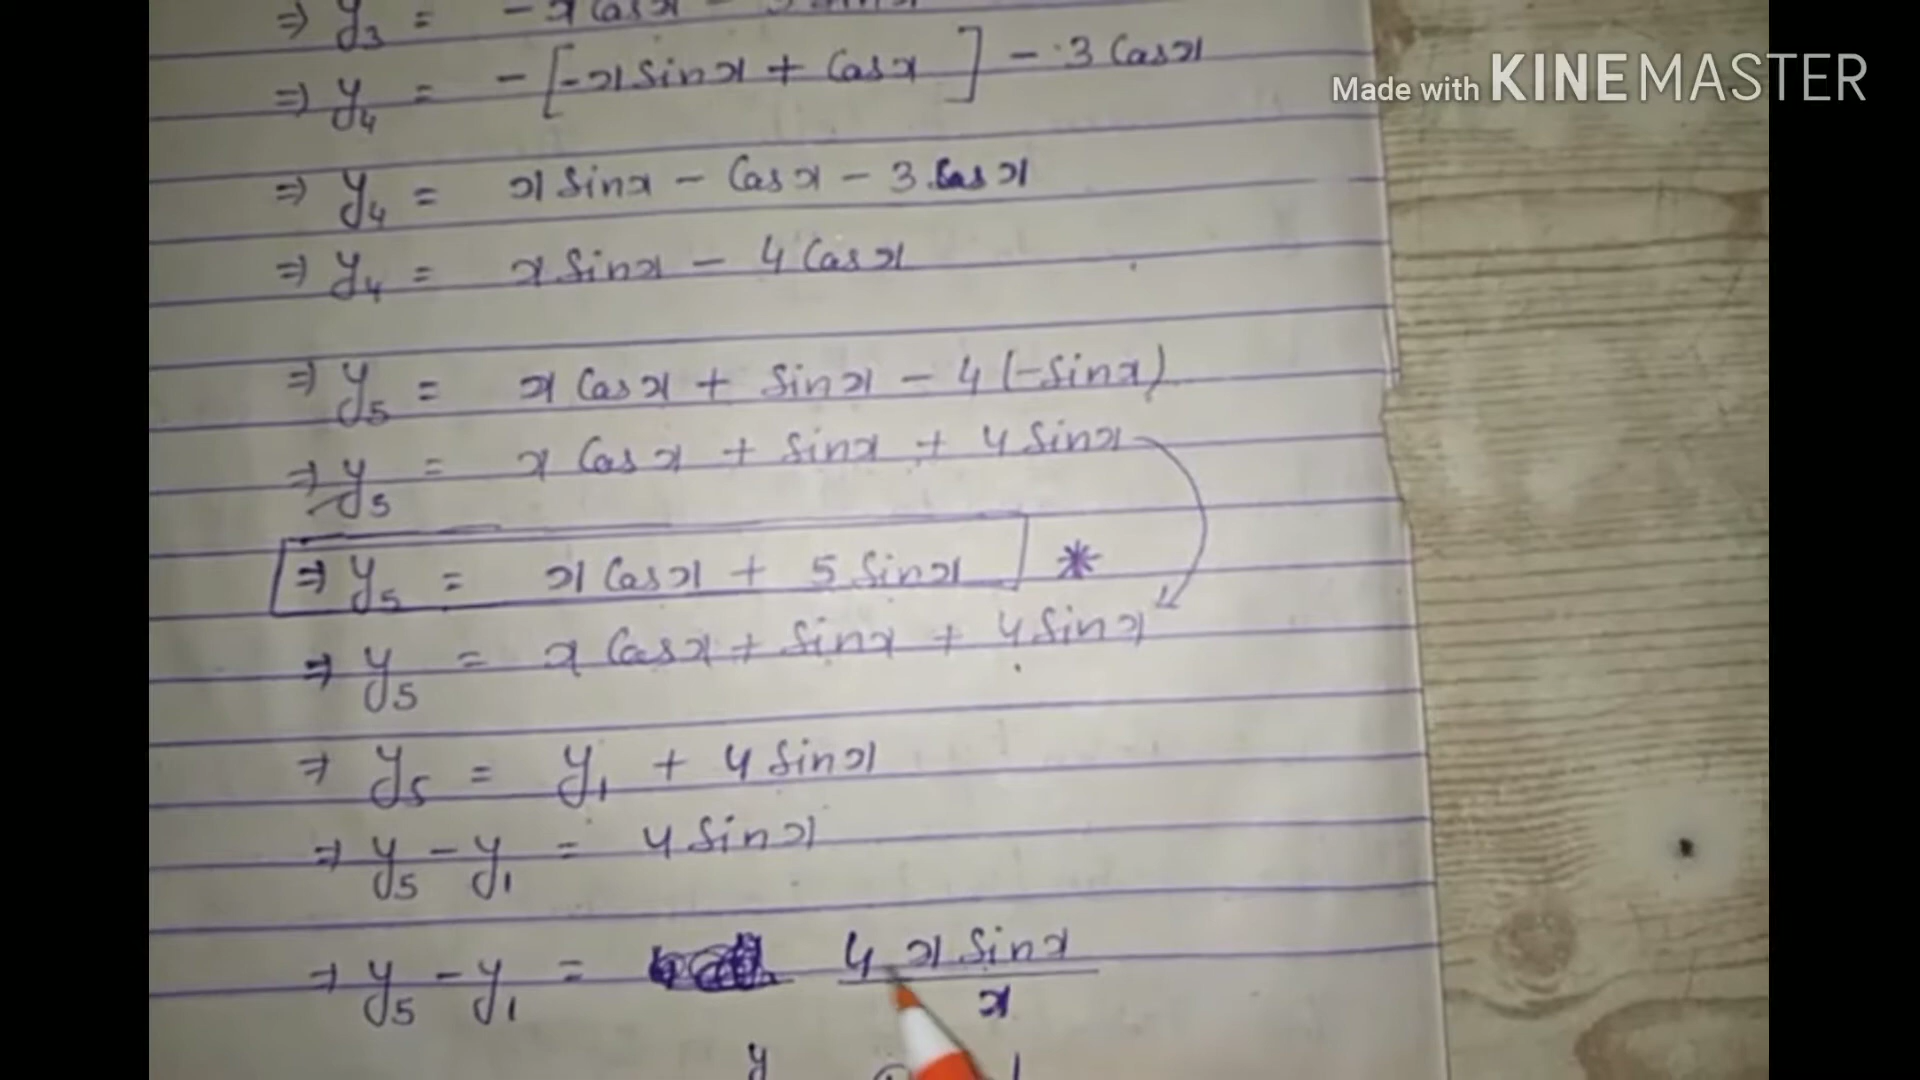 ⇒ y₃ = - x Cos x -
⇒ y₄ = - [-x Sin x + Cos x] - 3 Cos x
Made with KINEMASTER
⇒ y₄ = x Sin x - Cos x - 3 Cos x
⇒ y₄ = x Sin x - 4 Cos x
⇒ y₅ = x Cos x + Sin x - 4 (-Sin x)
⇒ y₅ = x Cos x + Sin x + 4 Sin x
⇒ y₅ = x Cos x + 5 Sin x *
⇒ y₅ = x Cos x + Sin x + 4 Sin x
⇒ y₅ = y₁ + 4 Sin x
⇒ y₅ - y₁ = 4 Sin x
⇒ y₅ - y₁ = 4 x Sin x / x
y